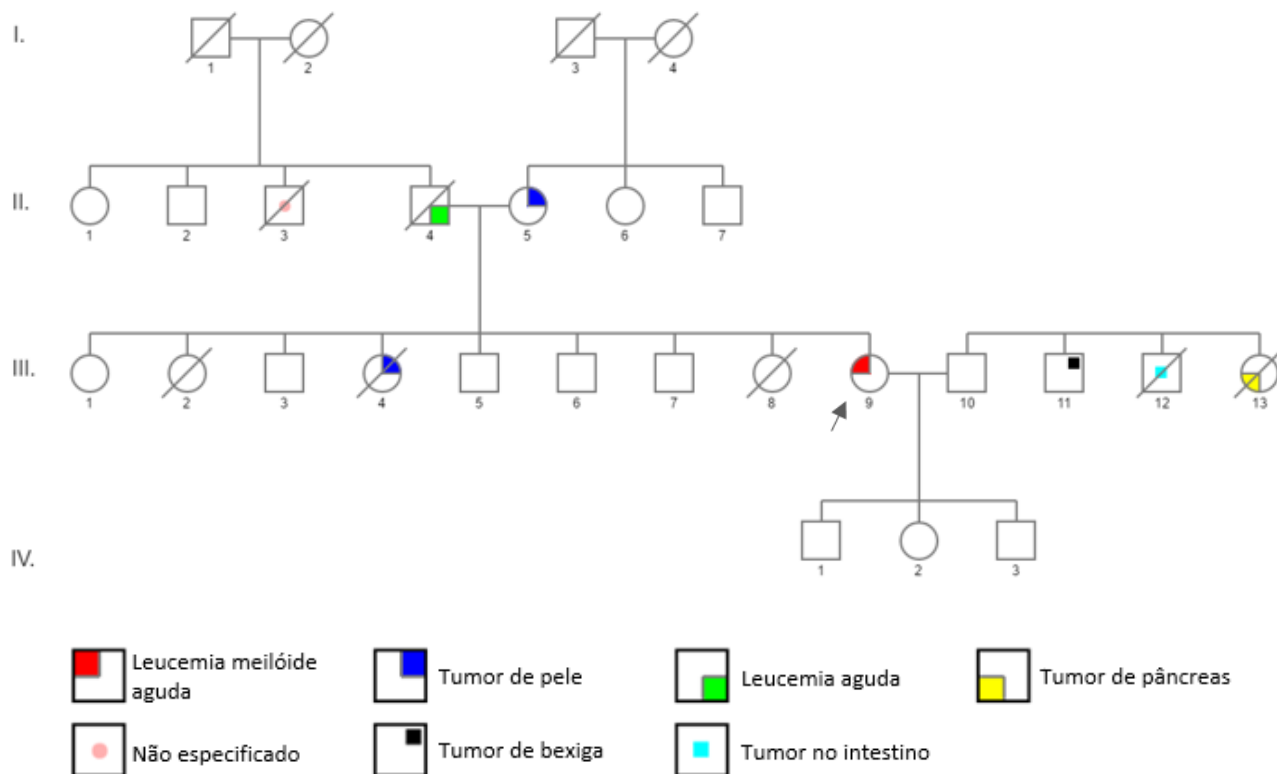 I.
1 2 3 4
II.
1 2 3 4 5 6 7
III.
1 2 3 4 5 6 7 8 9 10 11 12 13
1 2 3
IV.
Leucemia meilóide
aguda
Tumor de pele
Leucemia aguda
Tumor de pâncreas
Não especificado
Tumor de bexiga
Tumor no intestino